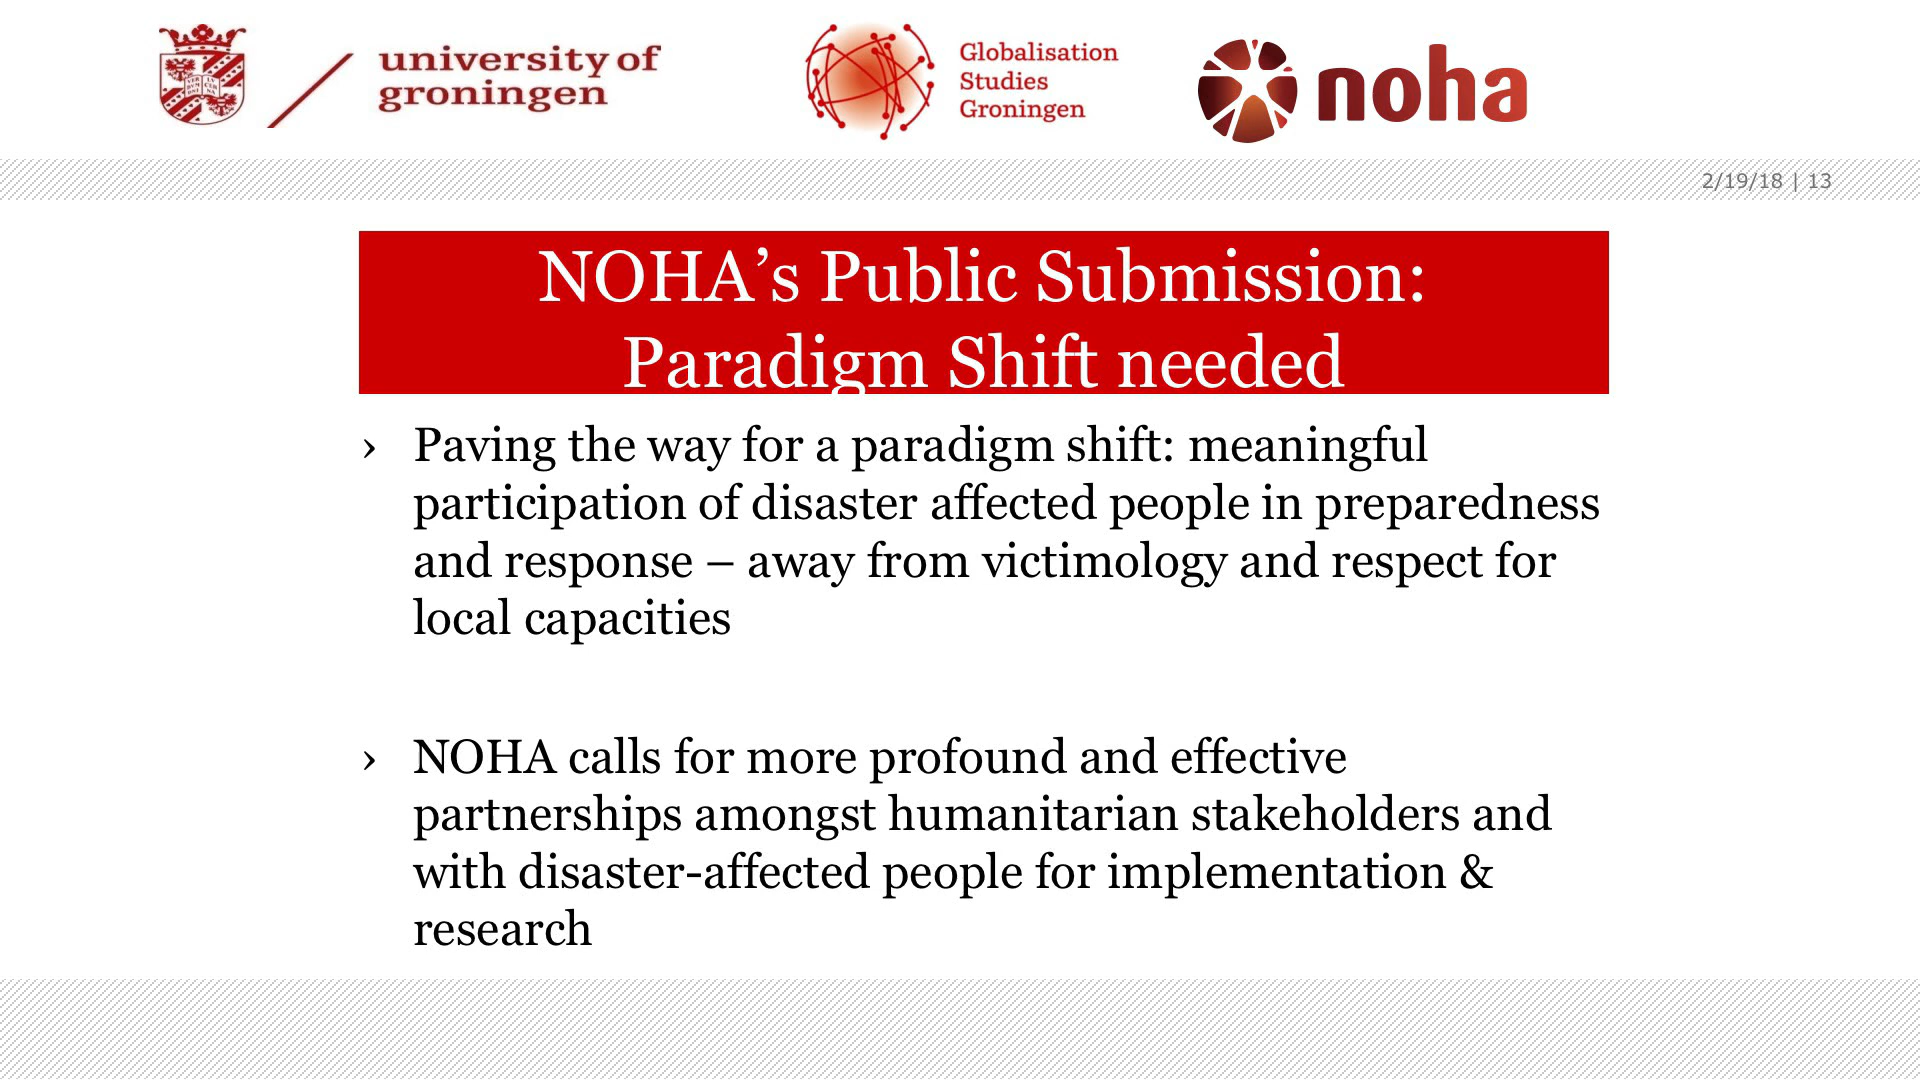 university of
groningen
Globalisation
Studies
Groningen
noha
2/19/18 | 13
NOHA’s Public Submission:
Paradigm Shift needed
› Paving the way for a paradigm shift: meaningful
participation of disaster affected people in preparedness
and response – away from victimology and respect for
local capacities
› NOHA calls for more profound and effective
partnerships amongst humanitarian stakeholders and
with disaster-affected people for implementation &
research